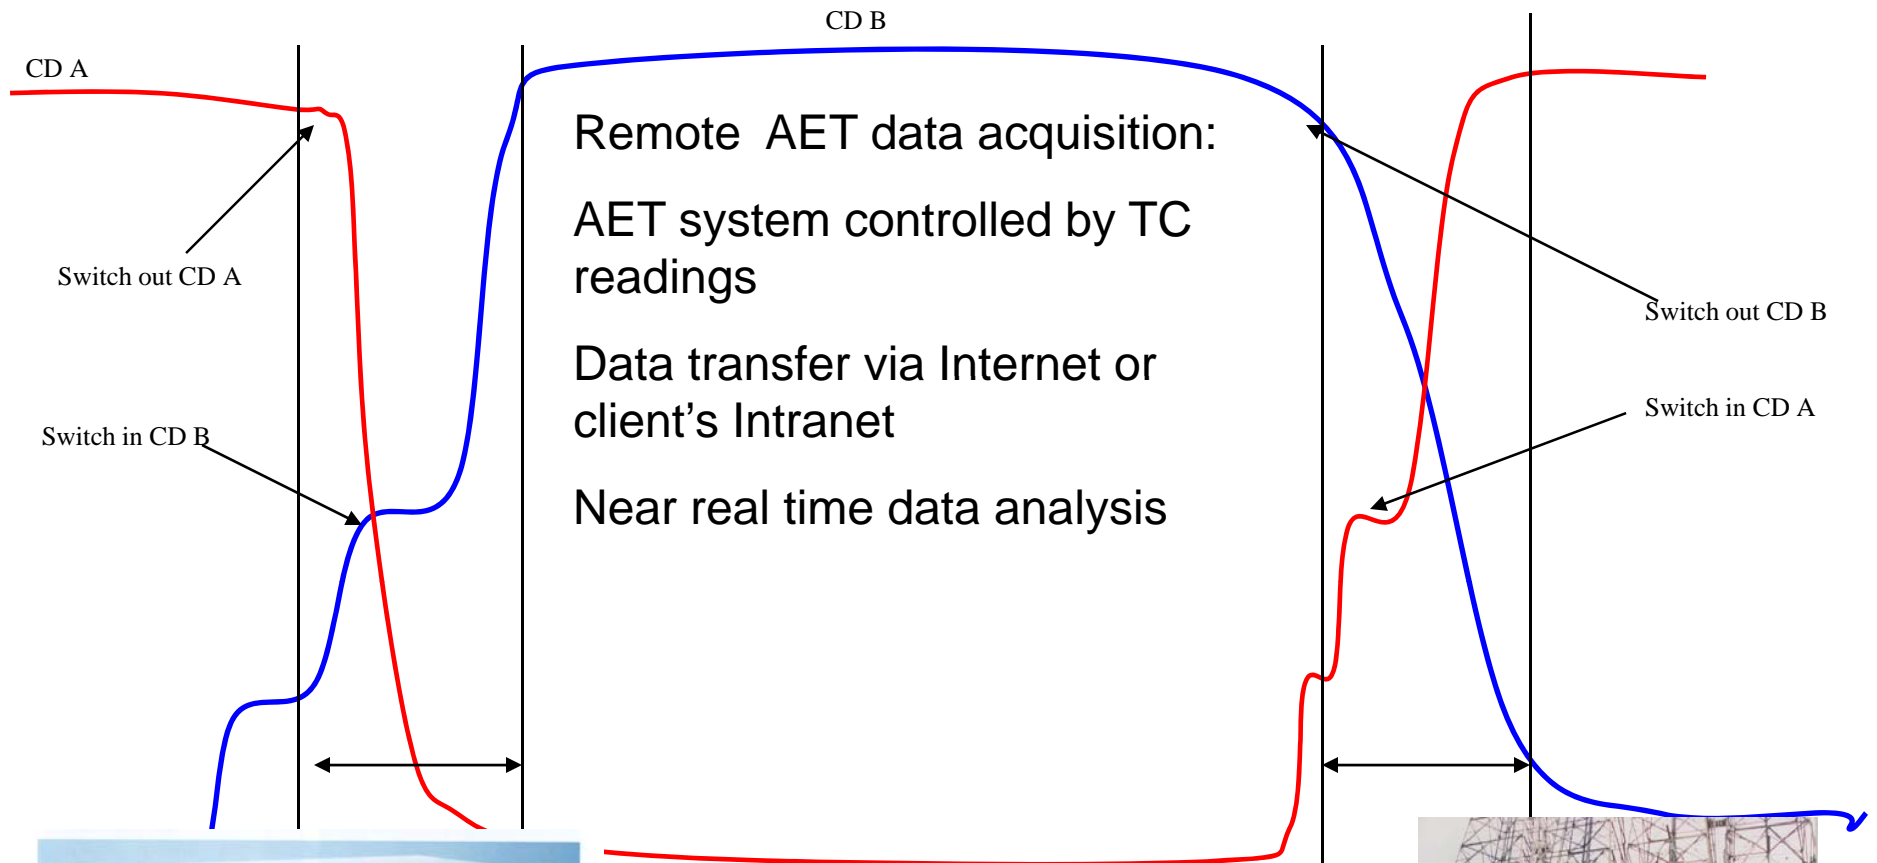 CD B
CD A
Remote  AET data acquisition:
AET system controlled by TC
readings
Switch out CD A
Switch out CD B
Data transfer via Internet or
client’s Intranet
Switch in CD A
Switch in CD B
Near real time data analysis